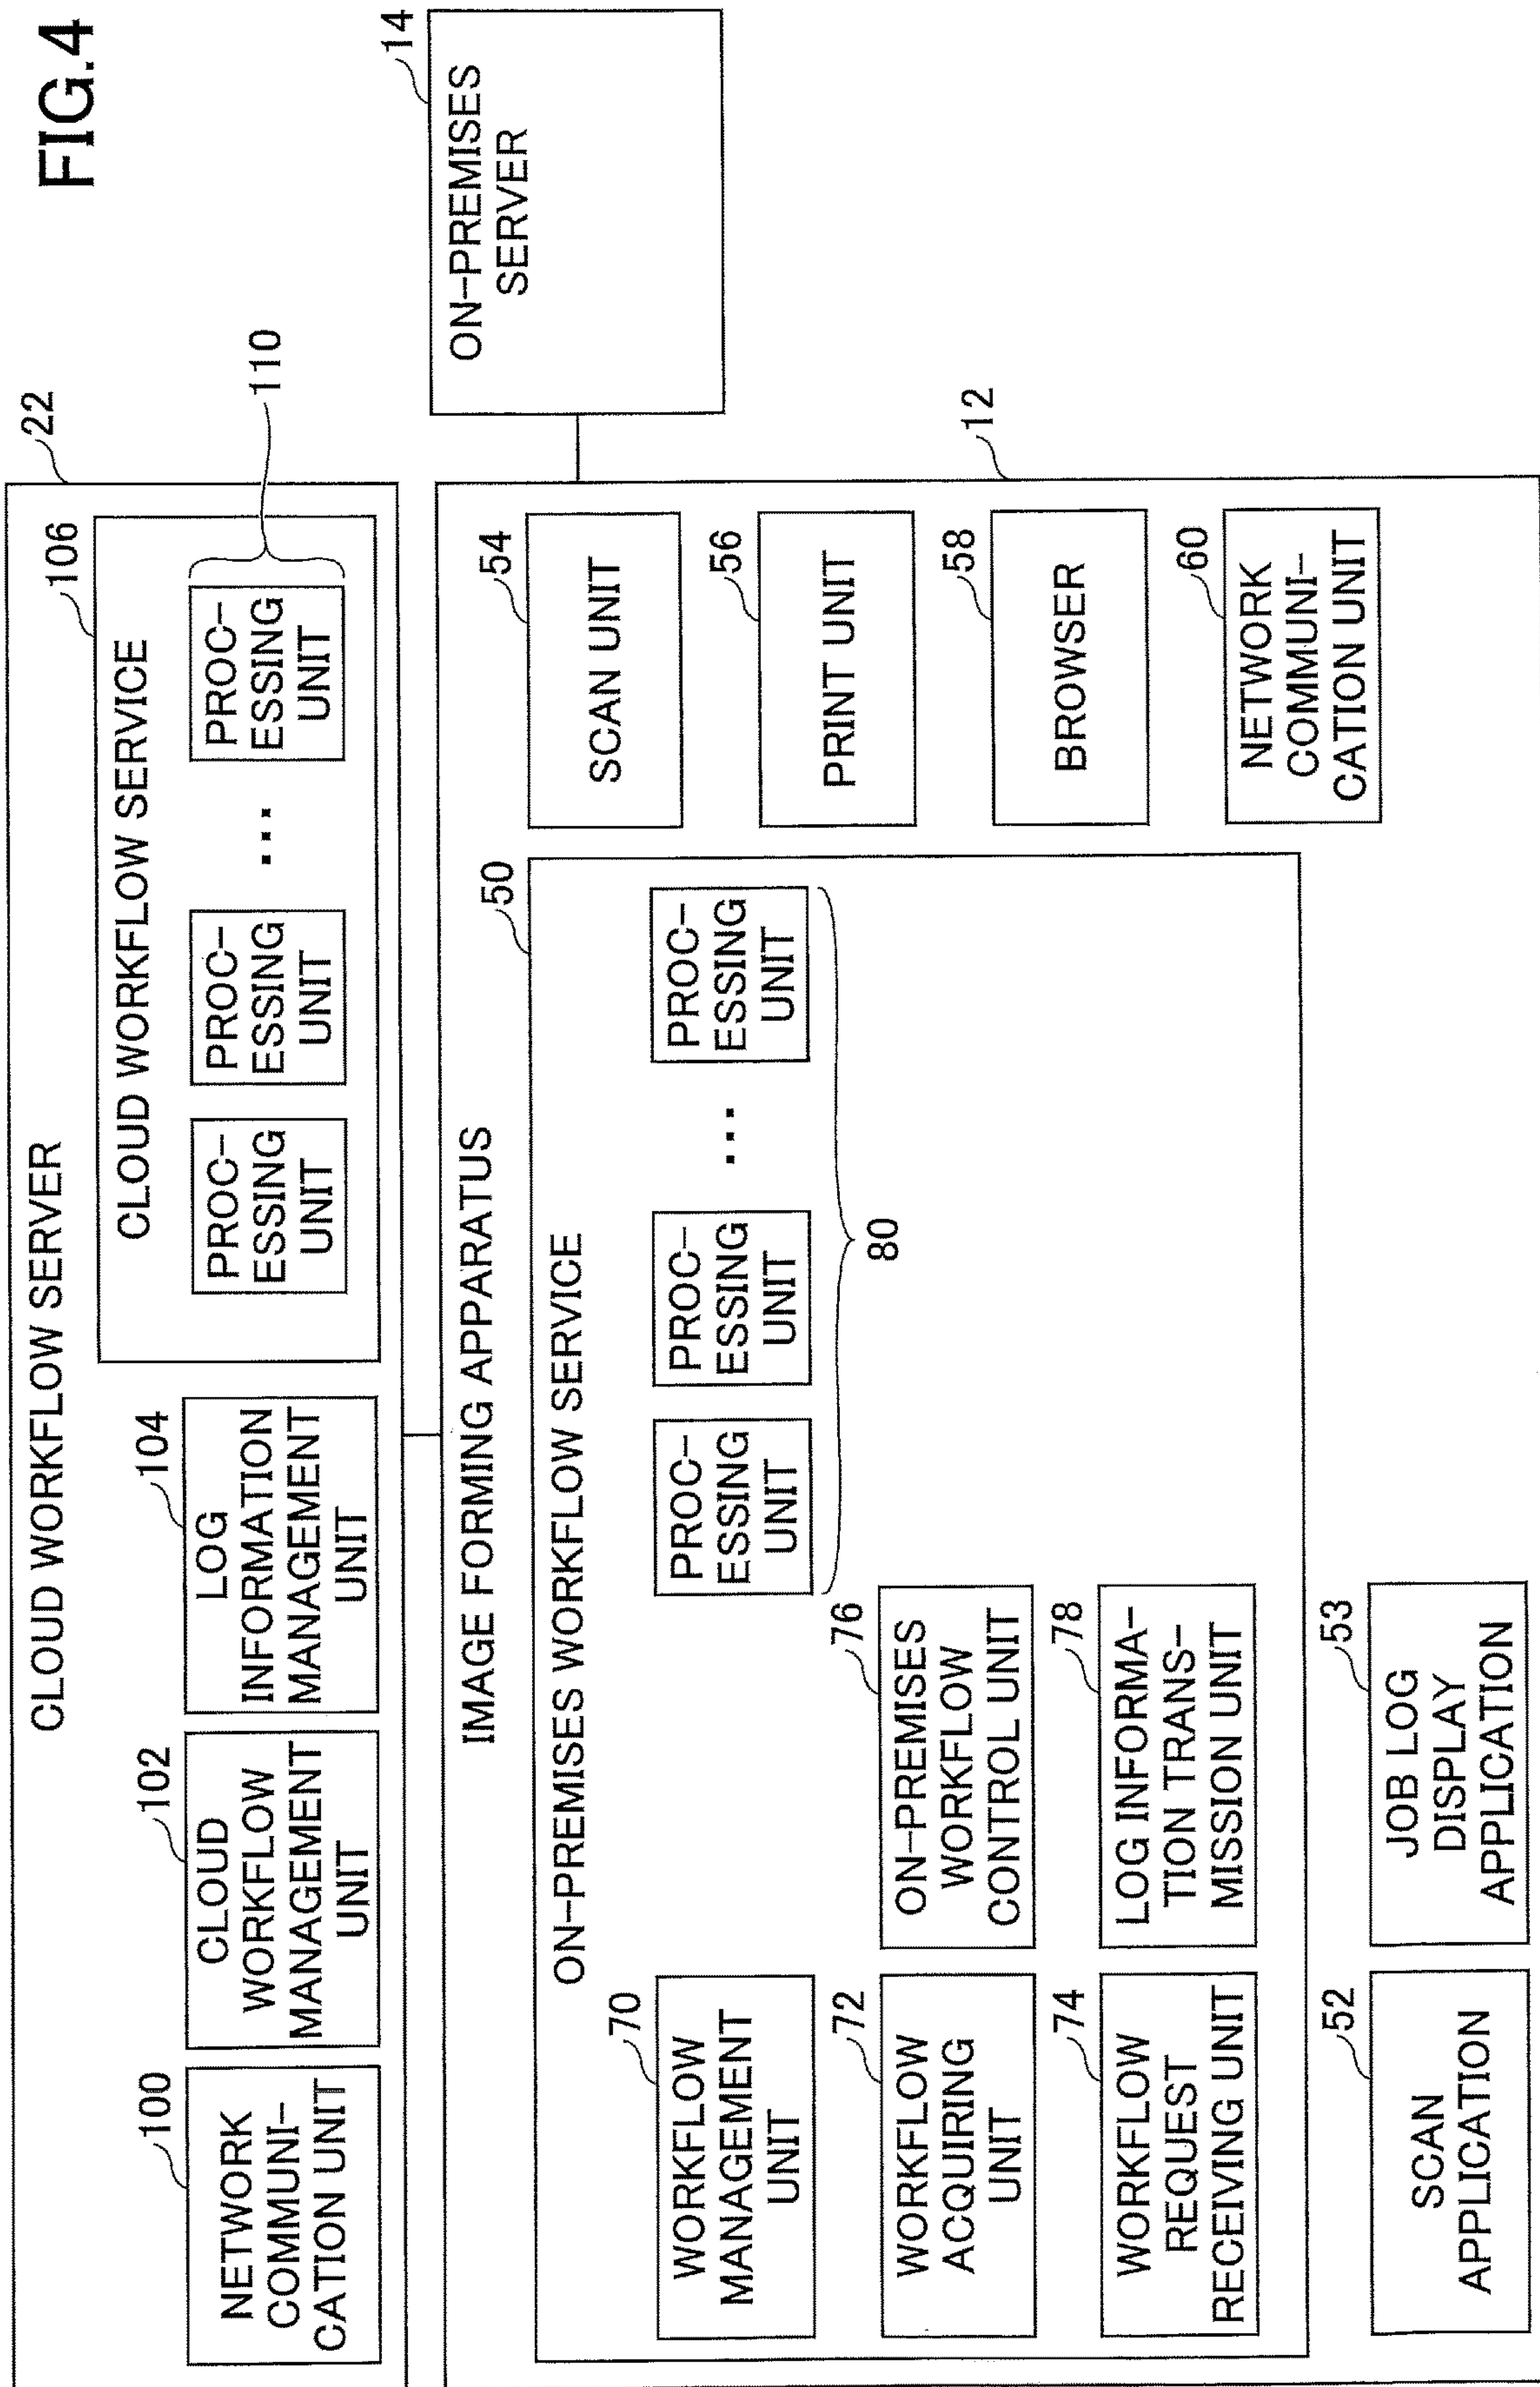 FIG.4
CLOUD WORKFLOW SERVER
22
100
NETWORK
COMMUNI-
CATION UNIT
102
CLOUD
WORKFLOW
MANAGEMENT
UNIT
104
LOG
INFORMATION
MANAGEMENT
UNIT
106
CLOUD WORKFLOW SERVICE
PROC-
ESSING
UNIT
PROC-
ESSING
UNIT
...
PROC-
ESSING
UNIT
110
IMAGE FORMING APPARATUS
12
50
ON-PREMISES WORKFLOW SERVICE
70
WORKFLOW
MANAGEMENT
UNIT
PROC-
ESSING
UNIT
PROC-
ESSING
UNIT
...
PROC-
ESSING
UNIT
80
72
WORKFLOW
ACQUIRING
UNIT
76
ON-PREMISES
WORKFLOW
CONTROL UNIT
74
WORKFLOW
REQUEST
RECEIVING UNIT
78
LOG INFORMA-
TION TRANS-
MISSION UNIT
52
SCAN
APPLICATION
53
JOB LOG
DISPLAY
APPLICATION
54
SCAN UNIT
56
PRINT UNIT
58
BROWSER
60
NETWORK
COMMUNI-
CATION UNIT
14
ON-PREMISES
SERVER